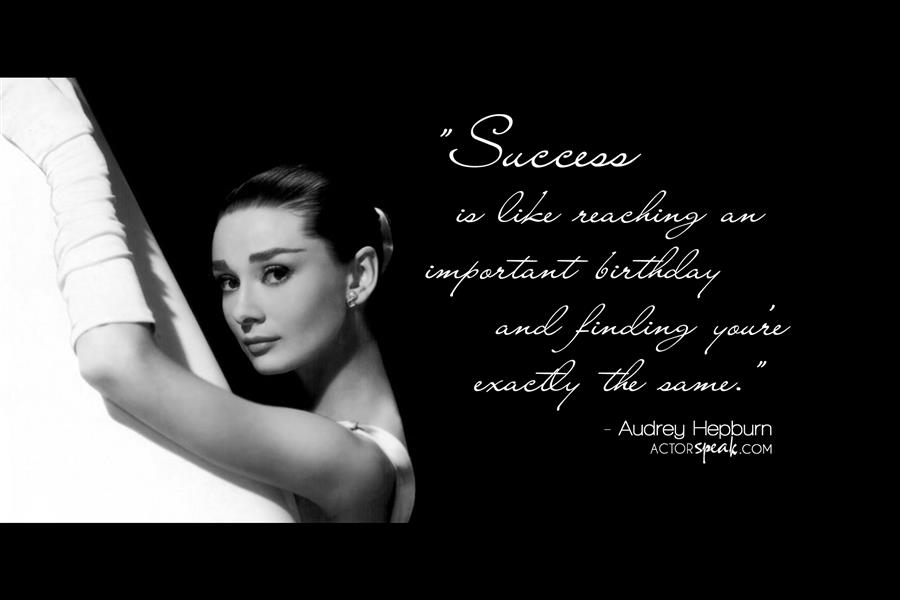 "Success
is like reaching an
important birthday
and finding you're
exactly the same."
- Audrey Hepburn
ACTORspeak.COM